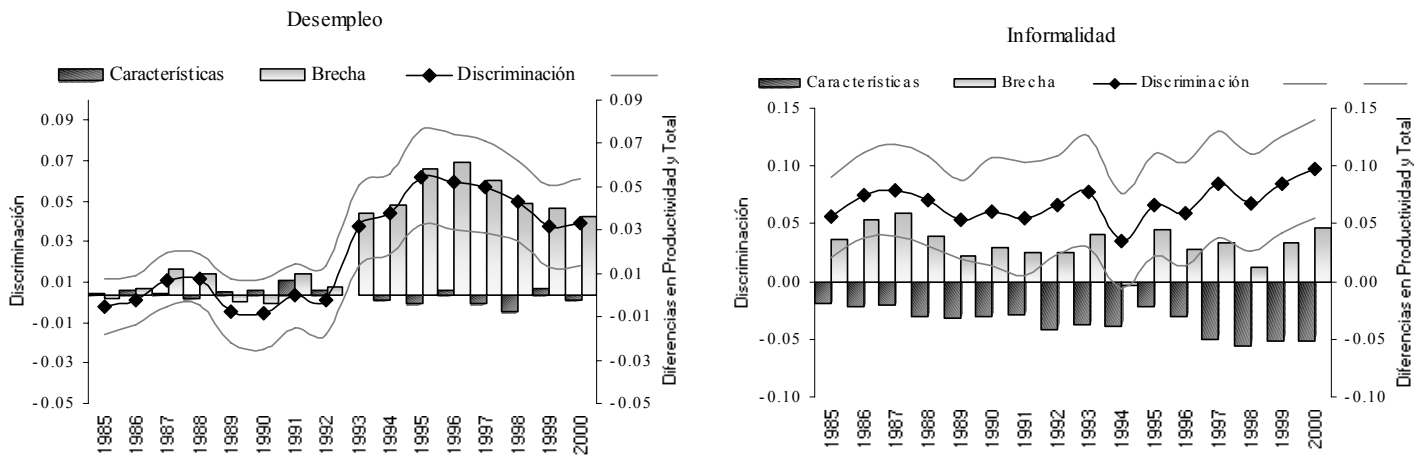 Desempleo
Características Brecha Discriminación
Discriminación
0.09
0.07
0.05
0.03
0.01
-0.01
-0.03
-0.05
0.09
0.07
0.05
0.03
0.01
-0.01
-0.03
-0.05
Diferencias en Productividad y Total
1985 1986 1987 1988 1989 1990 1991 1992 1993 1994 1995 1996 1997 1998 1999 2000
Informalidad
Características Brecha Discriminación
Discriminación
0.15
0.10
0.05
0.00
-0.05
-0.10
0.15
0.10
0.05
0.00
-0.05
-0.10
Diferencias en Productividad y Total
1985 1986 1987 1988 1989 1990 1991 1992 1993 1994 1995 1996 1997 1998 1999 2000